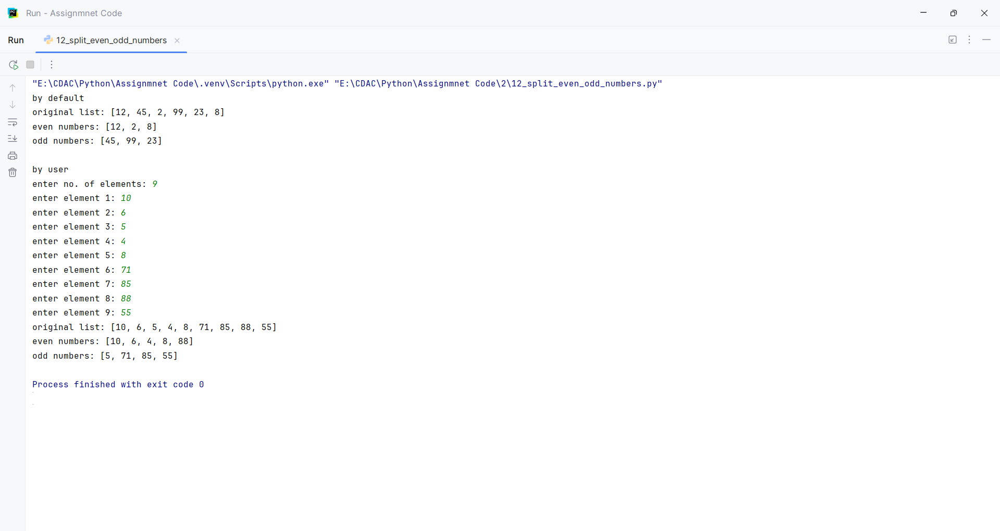 Run - Assignmnet Code
Run 12_split_even_odd_numbers
"E:\CDAC\Python\Assignmnet Code\.venv\Scripts\python.exe" "E:\CDAC\Python\Assignmnet Code\2\12_split_even_odd_numbers.py"
by default
original list: [12, 45, 2, 99, 23, 8]
even numbers: [12, 2, 8]
odd numbers: [45, 99, 23]
by user
enter no. of elements: 9
enter element 1: 10
enter element 2: 6
enter element 3: 5
enter element 4: 4
enter element 5: 8
enter element 6: 71
enter element 7: 85
enter element 8: 88
enter element 9: 55
original list: [10, 6, 5, 4, 8, 71, 85, 88, 55]
even numbers: [10, 6, 4, 8, 88]
odd numbers: [5, 71, 85, 55]
Process finished with exit code 0